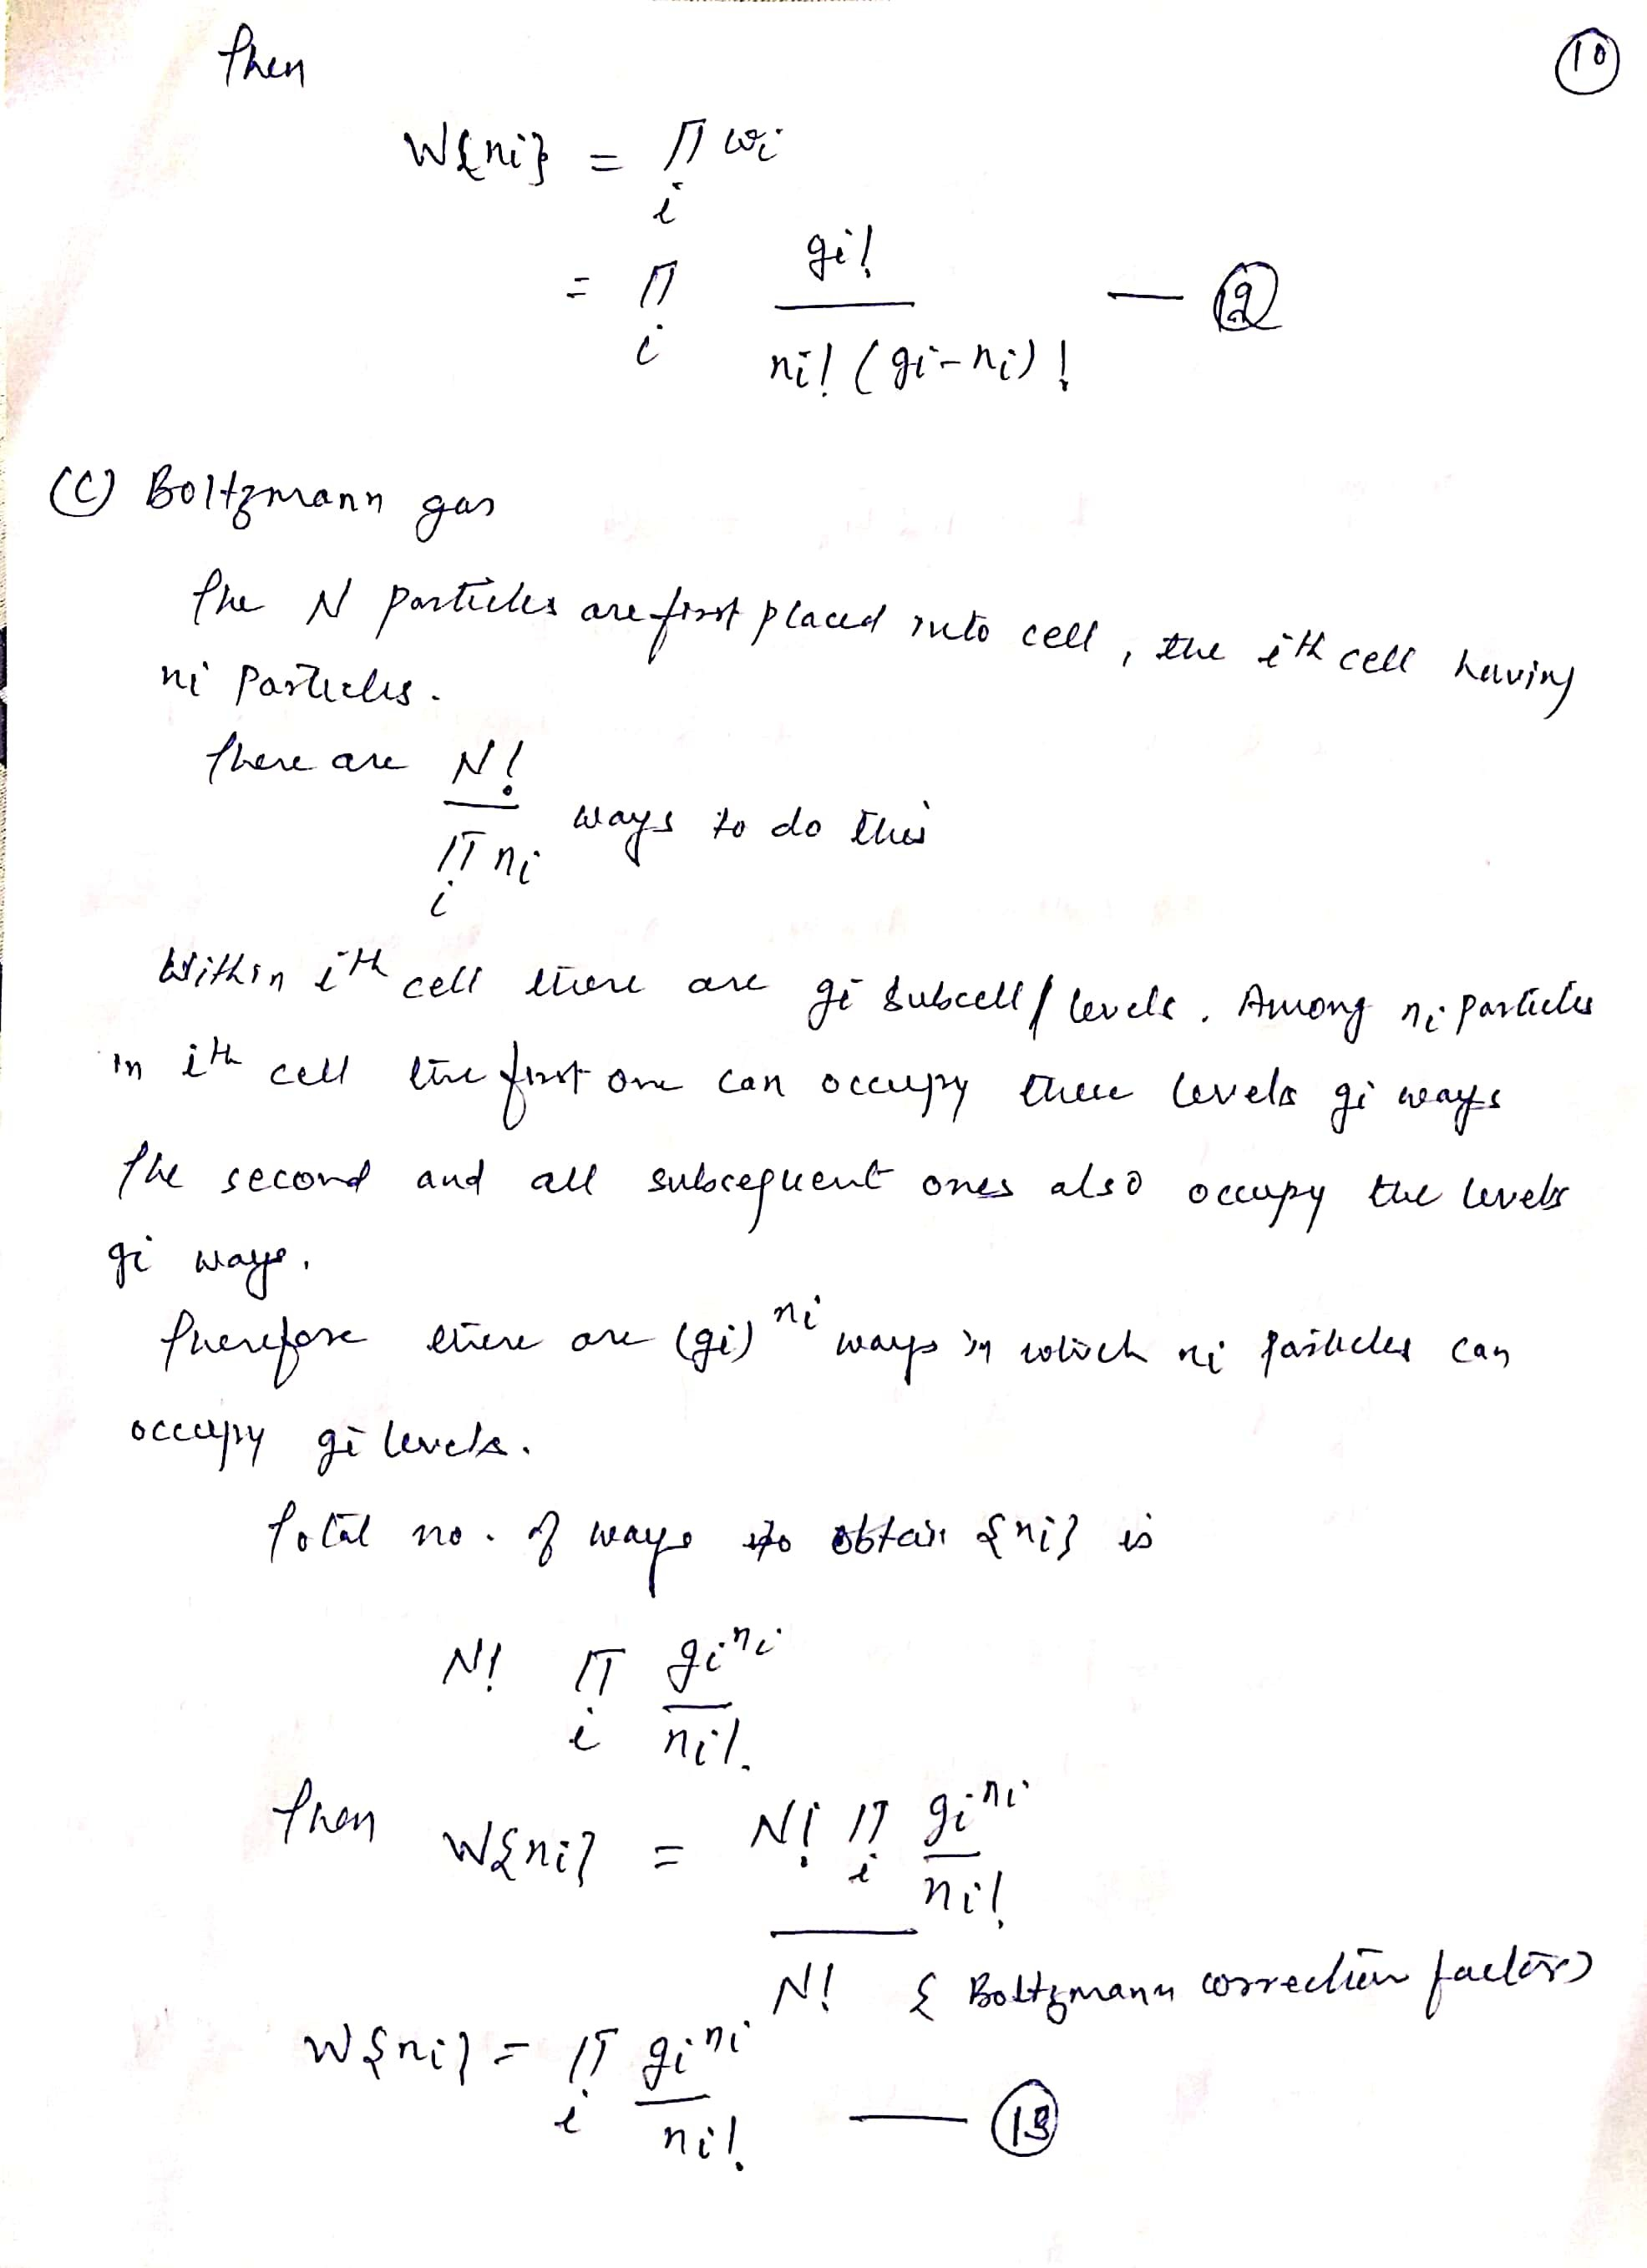 Then
10
W{ni} = Π wi
i
= Π gi! / ni! (gi-ni)! — 12
i
(C) Boltzmann gas
The N particles are first placed into cell, the ith cell having
ni Particles.
There are N! / Π ni ways to do this
i
Within ith cell there are gi subcell/levels. Among ni particles
in ith cell the first one can occupy these levels gi ways
The second and all subsequent ones also occupy the levels
gi ways.
Therefore there are (gi)^ni ways in which ni particles can
occupy gi levels.
Total no. of ways to obtain {ni} is
N! Π gi^ni / ni!
i
Then W{ni} = N! Π gi^ni / ni!
i
N! { Boltzmann correction factor)
W{ni} = Π gi^ni / ni! — 13
i